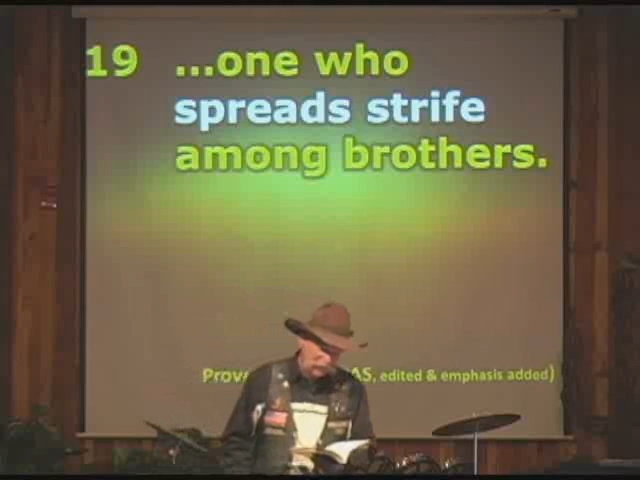 19 ...one who
spreads strife
among brothers.
AS, edited & emphasis added)